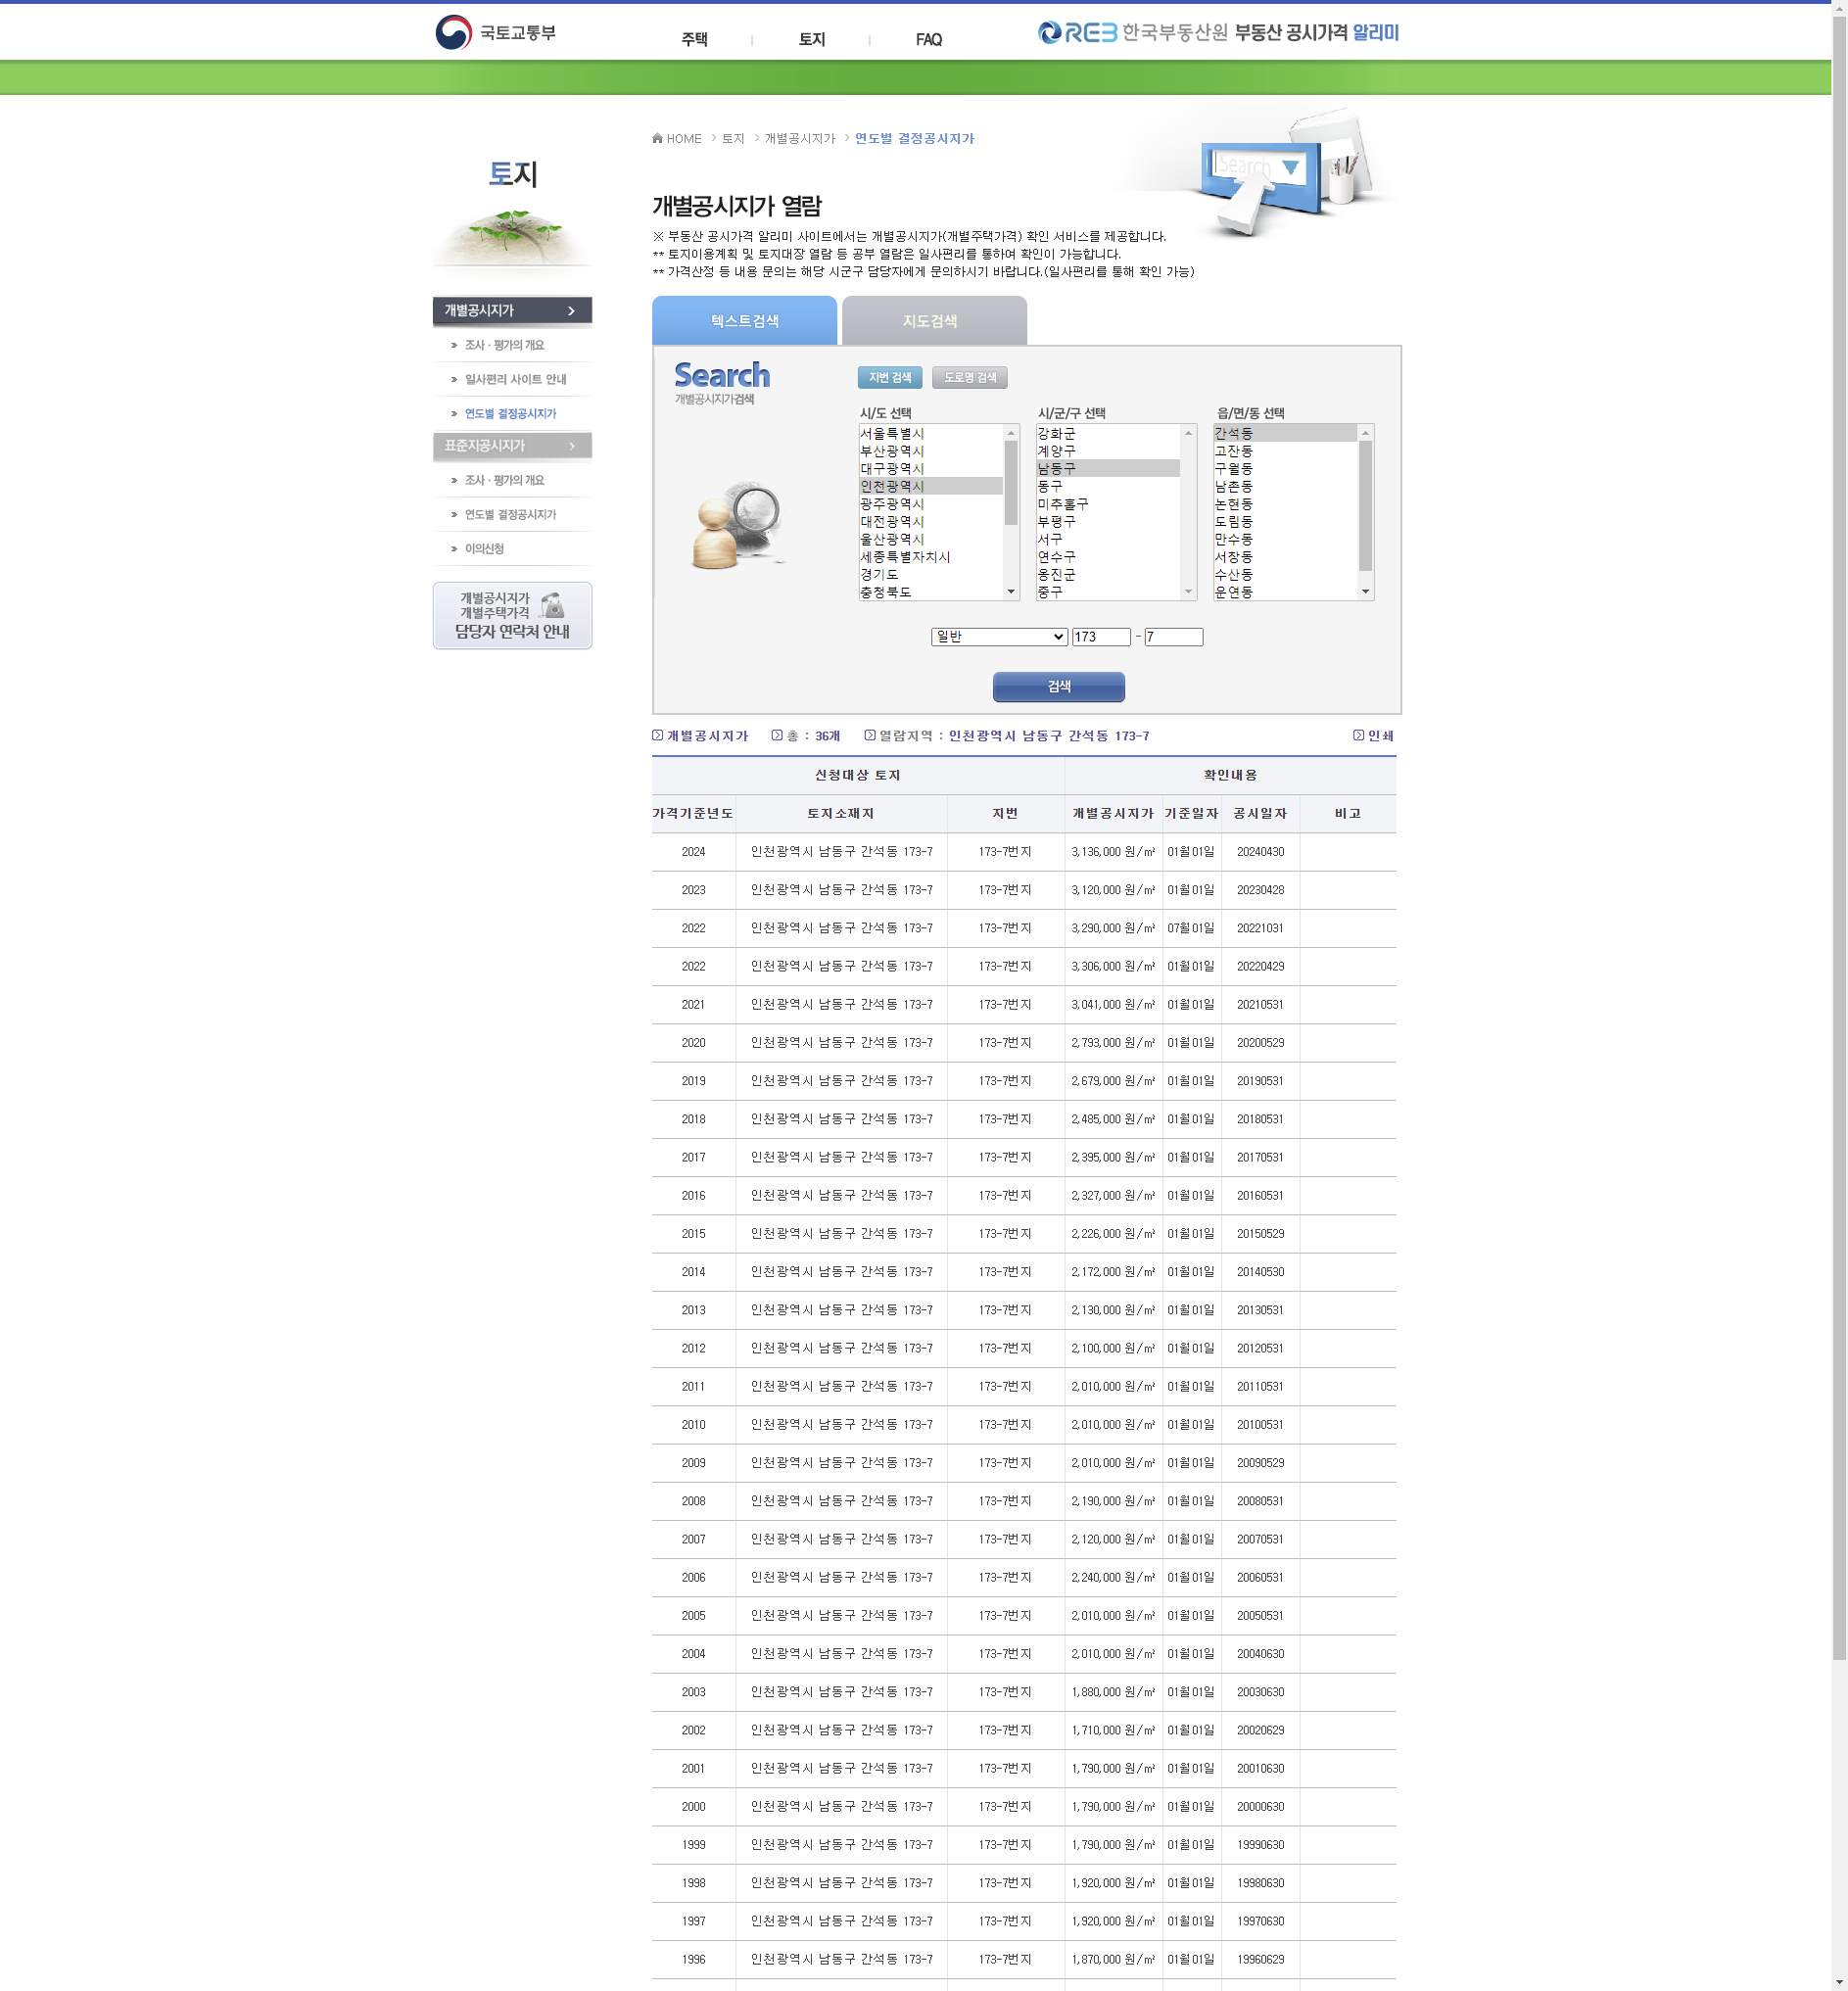 국토교통부
주택
토지
FAQ
REB 한국부동산원 부동산 공시가격 알리미
HOME > 토지 > 개별공시지가 > 연도별 결정공시지가
토지
Search
개별공시지가 열람
※ 부동산 공시가격 알리미 사이트에서는 개별공시지가(개별주택가격) 확인 서비스를 제공합니다.
** 토지이용계획 및 토지대장 열람 등 공부 열람은 일사편리를 통하여 확인이 가능합니다.
** 가격산정 등 내용 문의는 해당 시군구 담당자에게 문의하시기 바랍니다.(일사편리를 통해 확인 가능)
개별공시지가
조사ㆍ평가의 개요
일사편리 사이트 안내
연도별 결정공시지가
표준지공시지가
조사ㆍ평가의 개요
연도별 결정공시지가
이의신청
개별공시지가
개별주택가격
담당자 연락처 안내
텍스트검색
지도검색
Search
개별공시지가검색
지번 검색
도로명 검색
시/도 선택
서울특별시
부산광역시
대구광역시
인천광역시
광주광역시
대전광역시
울산광역시
세종특별자치시
경기도
충청북도
시/군/구 선택
강화군
계양구
남동구
동구
미추홀구
부평구
서구
연수구
옹진군
중구
읍/면/동 선택
간석동
고잔동
구월동
남촌동
논현동
도림동
만수동
서창동
수산동
운연동
일반 173 - 7
검색
개별공시지가 총 : 36개 열람지역 : 인천광역시 남동구 간석동 173-7 인쇄
신청대상 토지 확인내용
가격기준년도 토지소재지 지번 개별공시지가 기준일자 공시일자 비고
2024 인천광역시 남동구 간석동 173-7 173-7번지 3,136,000 원/㎡ 01월01일 20240430
2023 인천광역시 남동구 간석동 173-7 173-7번지 3,120,000 원/㎡ 01월01일 20230428
2022 인천광역시 남동구 간석동 173-7 173-7번지 3,290,000 원/㎡ 07월01일 20221031
2022 인천광역시 남동구 간석동 173-7 173-7번지 3,306,000 원/㎡ 01월01일 20220429
2021 인천광역시 남동구 간석동 173-7 173-7번지 3,041,000 원/㎡ 01월01일 20210531
2020 인천광역시 남동구 간석동 173-7 173-7번지 2,793,000 원/㎡ 01월01일 20200529
2019 인천광역시 남동구 간석동 173-7 173-7번지 2,679,000 원/㎡ 01월01일 20190531
2018 인천광역시 남동구 간석동 173-7 173-7번지 2,485,000 원/㎡ 01월01일 20180531
2017 인천광역시 남동구 간석동 173-7 173-7번지 2,395,000 원/㎡ 01월01일 20170531
2016 인천광역시 남동구 간석동 173-7 173-7번지 2,327,000 원/㎡ 01월01일 20160531
2015 인천광역시 남동구 간석동 173-7 173-7번지 2,226,000 원/㎡ 01월01일 20150529
2014 인천광역시 남동구 간석동 173-7 173-7번지 2,172,000 원/㎡ 01월01일 20140530
2013 인천광역시 남동구 간석동 173-7 173-7번지 2,130,000 원/㎡ 01월01일 20130531
2012 인천광역시 남동구 간석동 173-7 173-7번지 2,100,000 원/㎡ 01월01일 20120531
2011 인천광역시 남동구 간석동 173-7 173-7번지 2,010,000 원/㎡ 01월01일 20110531
2010 인천광역시 남동구 간석동 173-7 173-7번지 2,010,000 원/㎡ 01월01일 20100531
2009 인천광역시 남동구 간석동 173-7 173-7번지 2,010,000 원/㎡ 01월01일 20090529
2008 인천광역시 남동구 간석동 173-7 173-7번지 2,190,000 원/㎡ 01월01일 20080531
2007 인천광역시 남동구 간석동 173-7 173-7번지 2,120,000 원/㎡ 01월01일 20070531
2006 인천광역시 남동구 간석동 173-7 173-7번지 2,240,000 원/㎡ 01월01일 20060531
2005 인천광역시 남동구 간석동 173-7 173-7번지 2,010,000 원/㎡ 01월01일 20050531
2004 인천광역시 남동구 간석동 173-7 173-7번지 2,010,000 원/㎡ 01월01일 20040630
2003 인천광역시 남동구 간석동 173-7 173-7번지 1,880,000 원/㎡ 01월01일 20030630
2002 인천광역시 남동구 간석동 173-7 173-7번지 1,710,000 원/㎡ 01월01일 20020629
2001 인천광역시 남동구 간석동 173-7 173-7번지 1,790,000 원/㎡ 01월01일 20010630
2000 인천광역시 남동구 간석동 173-7 173-7번지 1,790,000 원/㎡ 01월01일 20000630
1999 인천광역시 남동구 간석동 173-7 173-7번지 1,790,000 원/㎡ 01월01일 19990630
1998 인천광역시 남동구 간석동 173-7 173-7번지 1,920,000 원/㎡ 01월01일 19980630
1997 인천광역시 남동구 간석동 173-7 173-7번지 1,920,000 원/㎡ 01월01일 19970630
1996 인천광역시 남동구 간석동 173-7 173-7번지 1,870,000 원/㎡ 01월01일 19960629